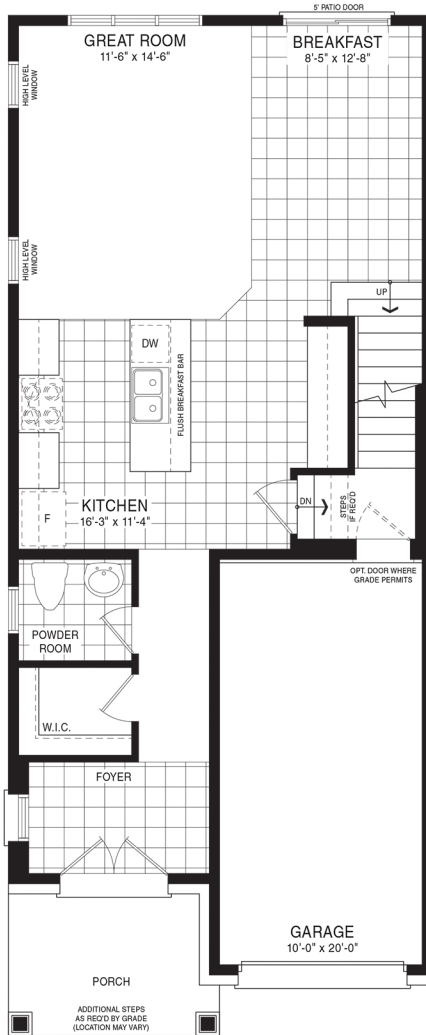 5' PATIO DOOR
GREAT ROOM
11'-6" x 14'-6"
BREAKFAST
8'-5" x 12'-8"
HIGH LEVEL
WINDOW
HIGH LEVEL
WINDOW
UP
DW
FLUSH BREAKFAST BAR
KITCHEN
16'-3" x 11'-4"
F
DN
STEPS
IF REQ'D
OPT. DOOR WHERE
GRADE PERMITS
POWDER
ROOM
W.I.C.
FOYER
GARAGE
10'-0" x 20'-0"
PORCH
ADDITIONAL STEPS
AS REQ'D BY GRADE
(LOCATION MAY VARY)